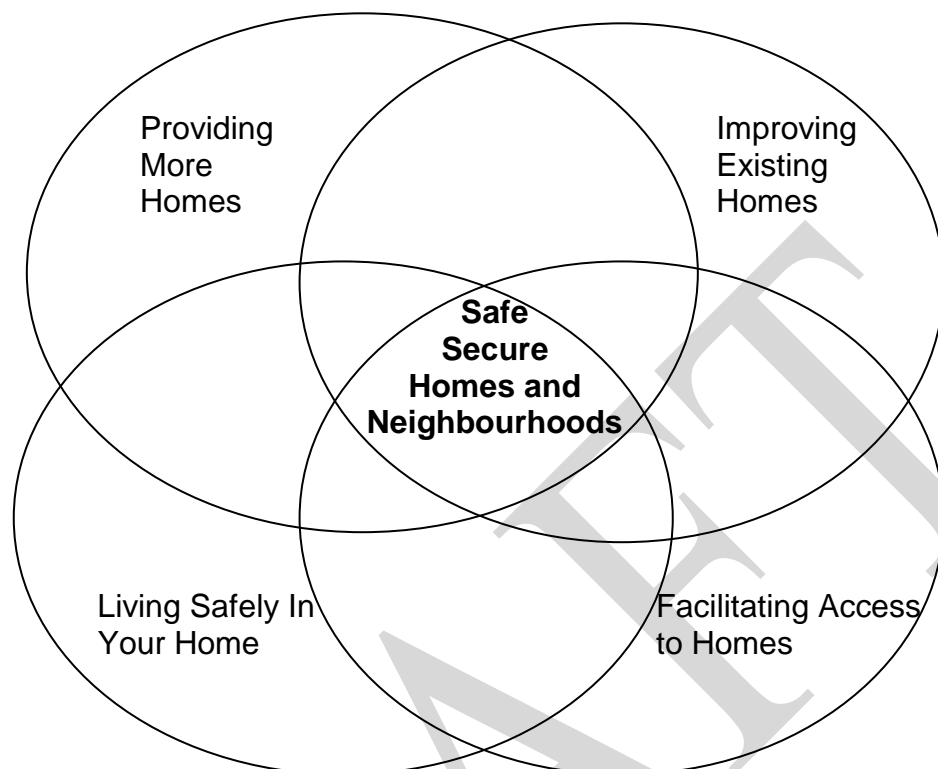 Providing
More
Homes
Improving
Existing
Homes
Safe
Secure
Homes and
Neighbourhoods
Living Safely In
Your Home
Facilitating Access
to Homes
AFT